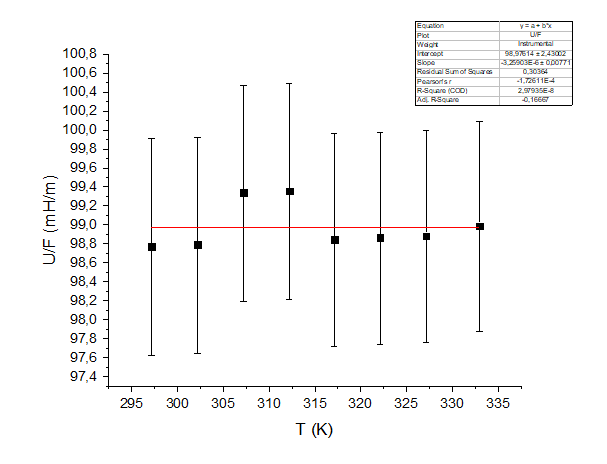 Equation y = a + b*x
Plot U/F
Weight Instrumental
Intercept 98,97614 ± 2,43002
Slope -3,25903E-6 ± 0,00771
Residual Sum of Squares 0,30364
Pearson's r -1,72611E-4
R-Square (COD) 2,97935E-8
Adj. R-Square -0,16667
100,8
100,6
100,4
100,2
100,0
99,8
99,6
99,4
99,2
99,0
98,8
98,6
98,4
98,2
98,0
97,8
97,6
97,4
U/F (mH/m)
295 300 305 310 315 320 325 330 335
T (K)